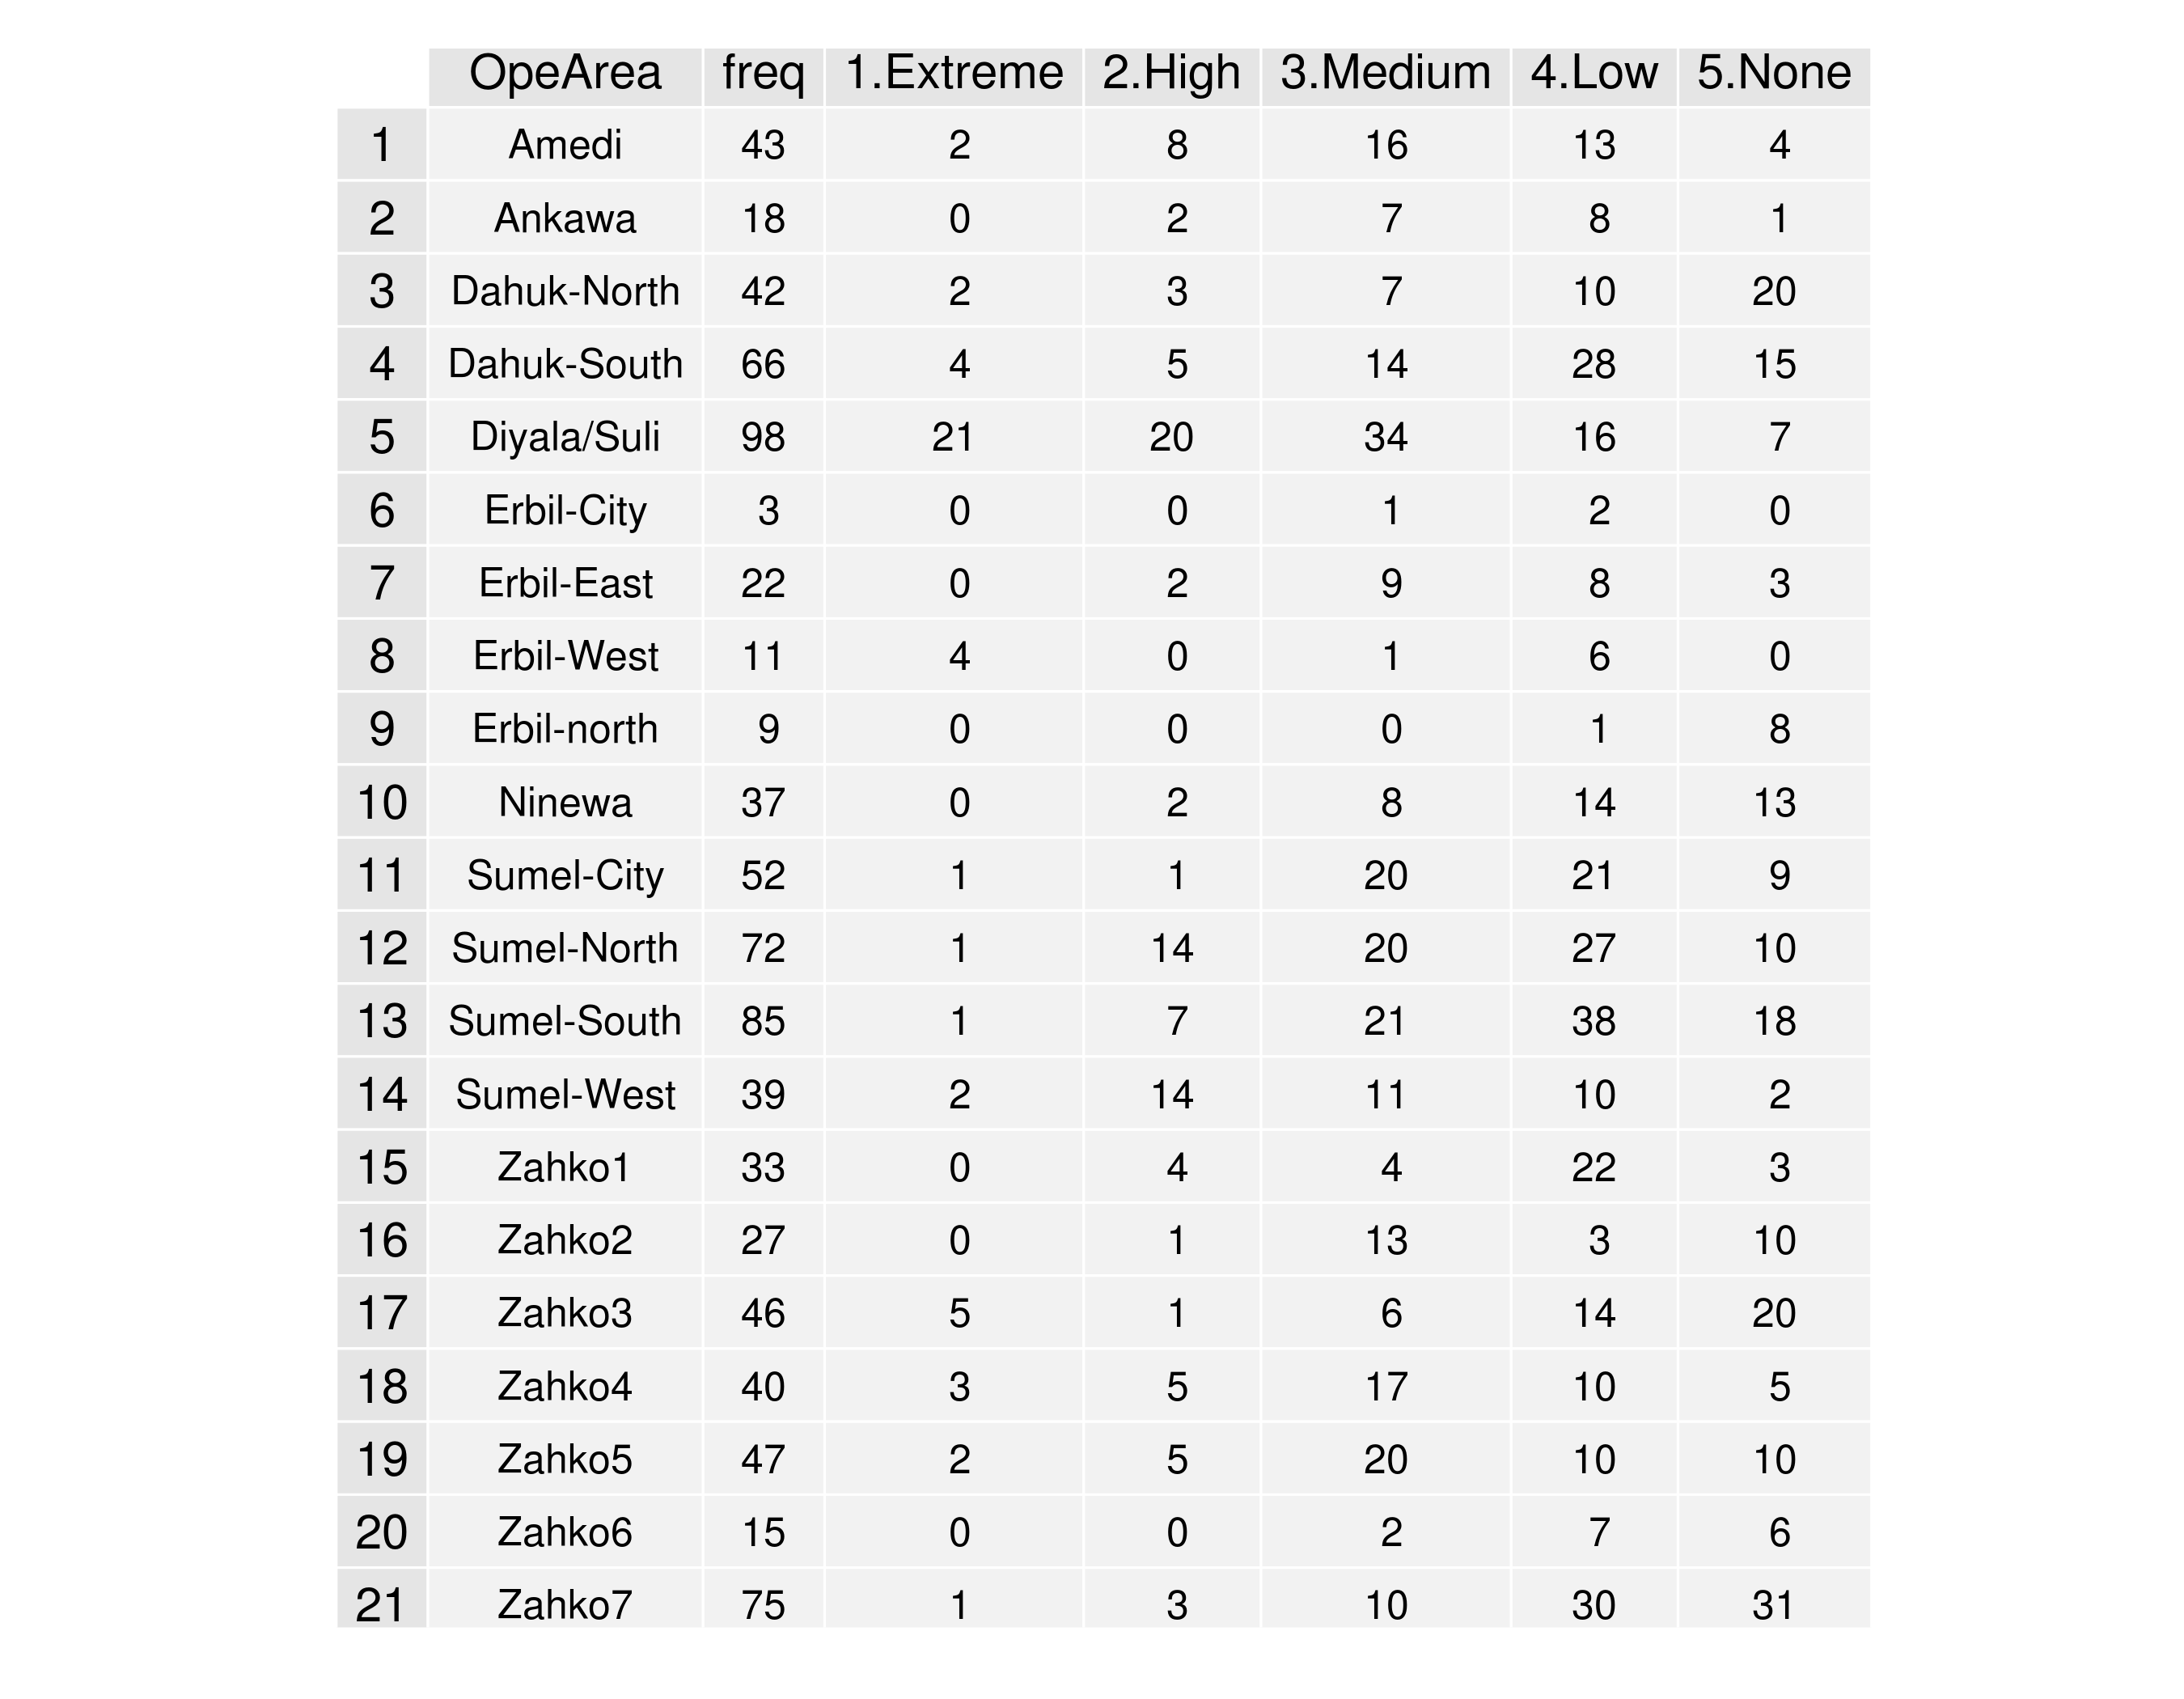 OpeArea freq 1.Extreme 2.High 3.Medium 4.Low 5.None
1 Amedi 43 2 8 16 13 4
2 Ankawa 18 0 2 7 8 1
3 Dahuk-North 42 2 3 7 10 20
4 Dahuk-South 66 4 5 14 28 15
5 Diyala/Suli 98 21 20 34 16 7
6 Erbil-City 3 0 0 1 2 0
7 Erbil-East 22 0 2 9 8 3
8 Erbil-West 11 4 0 1 6 0
9 Erbil-north 9 0 0 0 1 8
10 Ninewa 37 0 2 8 14 13
11 Sumel-City 52 1 1 20 21 9
12 Sumel-North 72 1 14 20 27 10
13 Sumel-South 85 1 7 21 38 18
14 Sumel-West 39 2 14 11 10 2
15 Zahko1 33 0 4 4 22 3
16 Zahko2 27 0 1 13 3 10
17 Zahko3 46 5 1 6 14 20
18 Zahko4 40 3 5 17 10 5
19 Zahko5 47 2 5 20 10 10
20 Zahko6 15 0 0 2 7 6
21 Zahko7 75 1 3 10 30 31